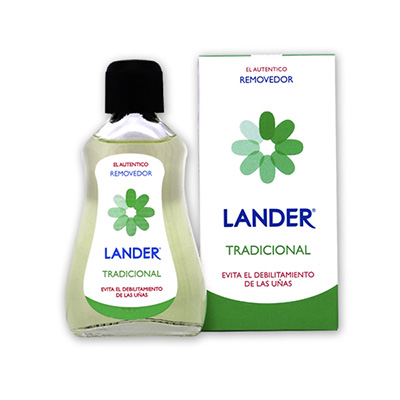 EL AUTENTICO
REMOVEDOR
LANDER®
TRADICIONAL
EVITA EL DEBILITAMIENTO
DE LAS UÑAS
EL AUTENTICO
REMOVEDOR
LANDER®
TRADICIONAL
EVITA EL DEBILITAMIENTO
DE LAS UÑAS